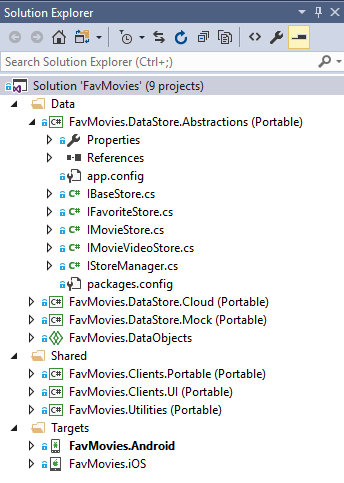 Solution Explorer
Search Solution Explorer (Ctrl+;)
Solution 'FavMovies' (9 projects)
Data
FavMovies.DataStore.Abstractions (Portable)
Properties
References
app.config
IBaseStore.cs
IFavoriteStore.cs
IMovieStore.cs
IMovieVideoStore.cs
IStoreManager.cs
packages.config
FavMovies.DataStore.Cloud (Portable)
FavMovies.DataStore.Mock (Portable)
FavMovies.DataObjects
Shared
FavMovies.Clients.Portable (Portable)
FavMovies.Clients.UI (Portable)
FavMovies.Utilities (Portable)
Targets
FavMovies.Android
FavMovies.iOS